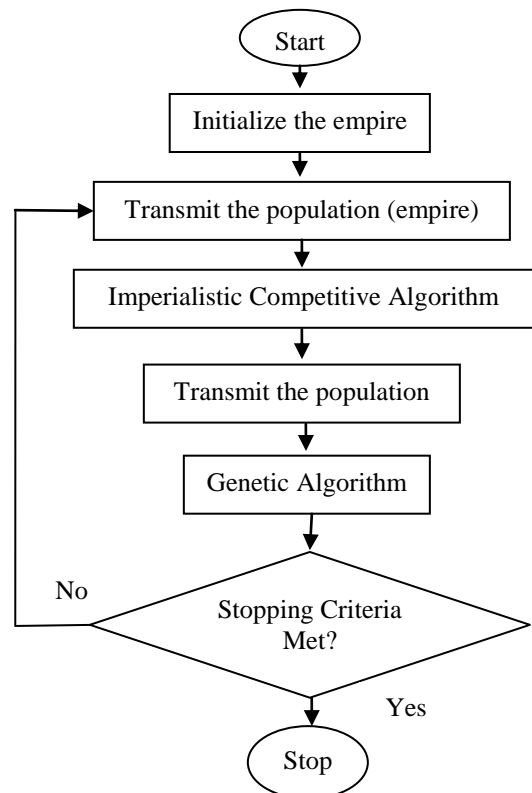 Start
Initialize the empire
Transmit the population (empire)
Imperialistic Competitive Algorithm
Transmit the population
Genetic Algorithm
No
Stopping Criteria
Met?
Yes
Stop